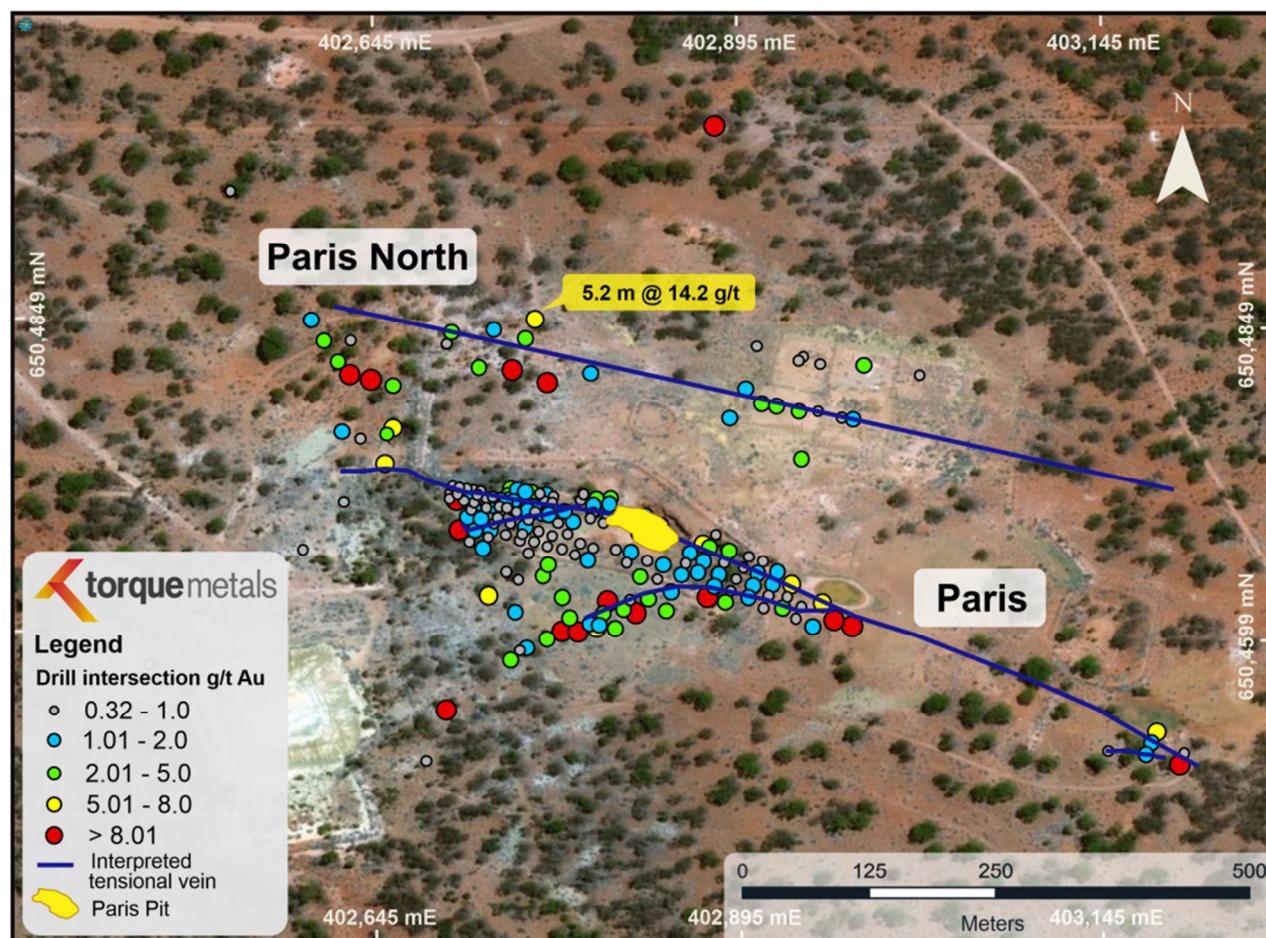 402,645 mE
402,895 mE
403,145 mE
N
Paris North
5.2 m @ 14.2 g/t
650,4849 mN
650,4849 mN
Paris
650,4599 mN
torquemetals
Legend
Drill intersection g/t Au
0.32 - 1.0
1.01 - 2.0
2.01 - 5.0
5.01 - 8.0
> 8.01
Interpreted
tensional vein
Paris Pit
0
125
250
500
Meters
402,645 mE
402,895 mE
403,145 mE